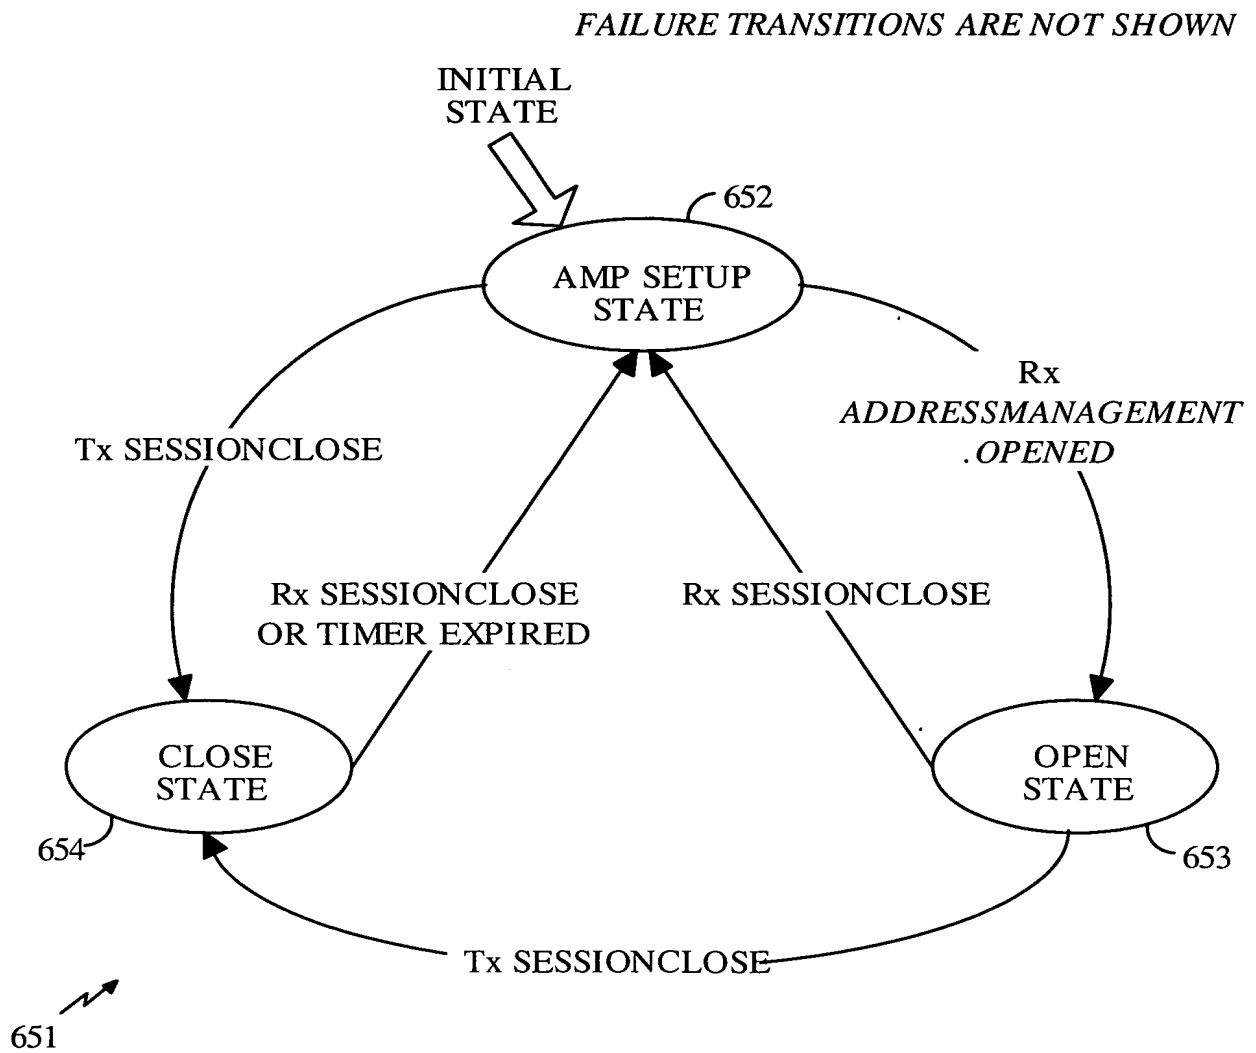 FAILURE TRANSITIONS ARE NOT SHOWN
INITIAL
STATE
652
AMP SETUP
STATE
Rx
ADDRESSMANAGEMENT
.OPENED
Tx SESSIONCLOSE
Rx SESSIONCLOSE
OR TIMER EXPIRED
Rx SESSIONCLOSE
CLOSE
STATE
OPEN
STATE
654
653
Tx SESSIONCLOSE
651